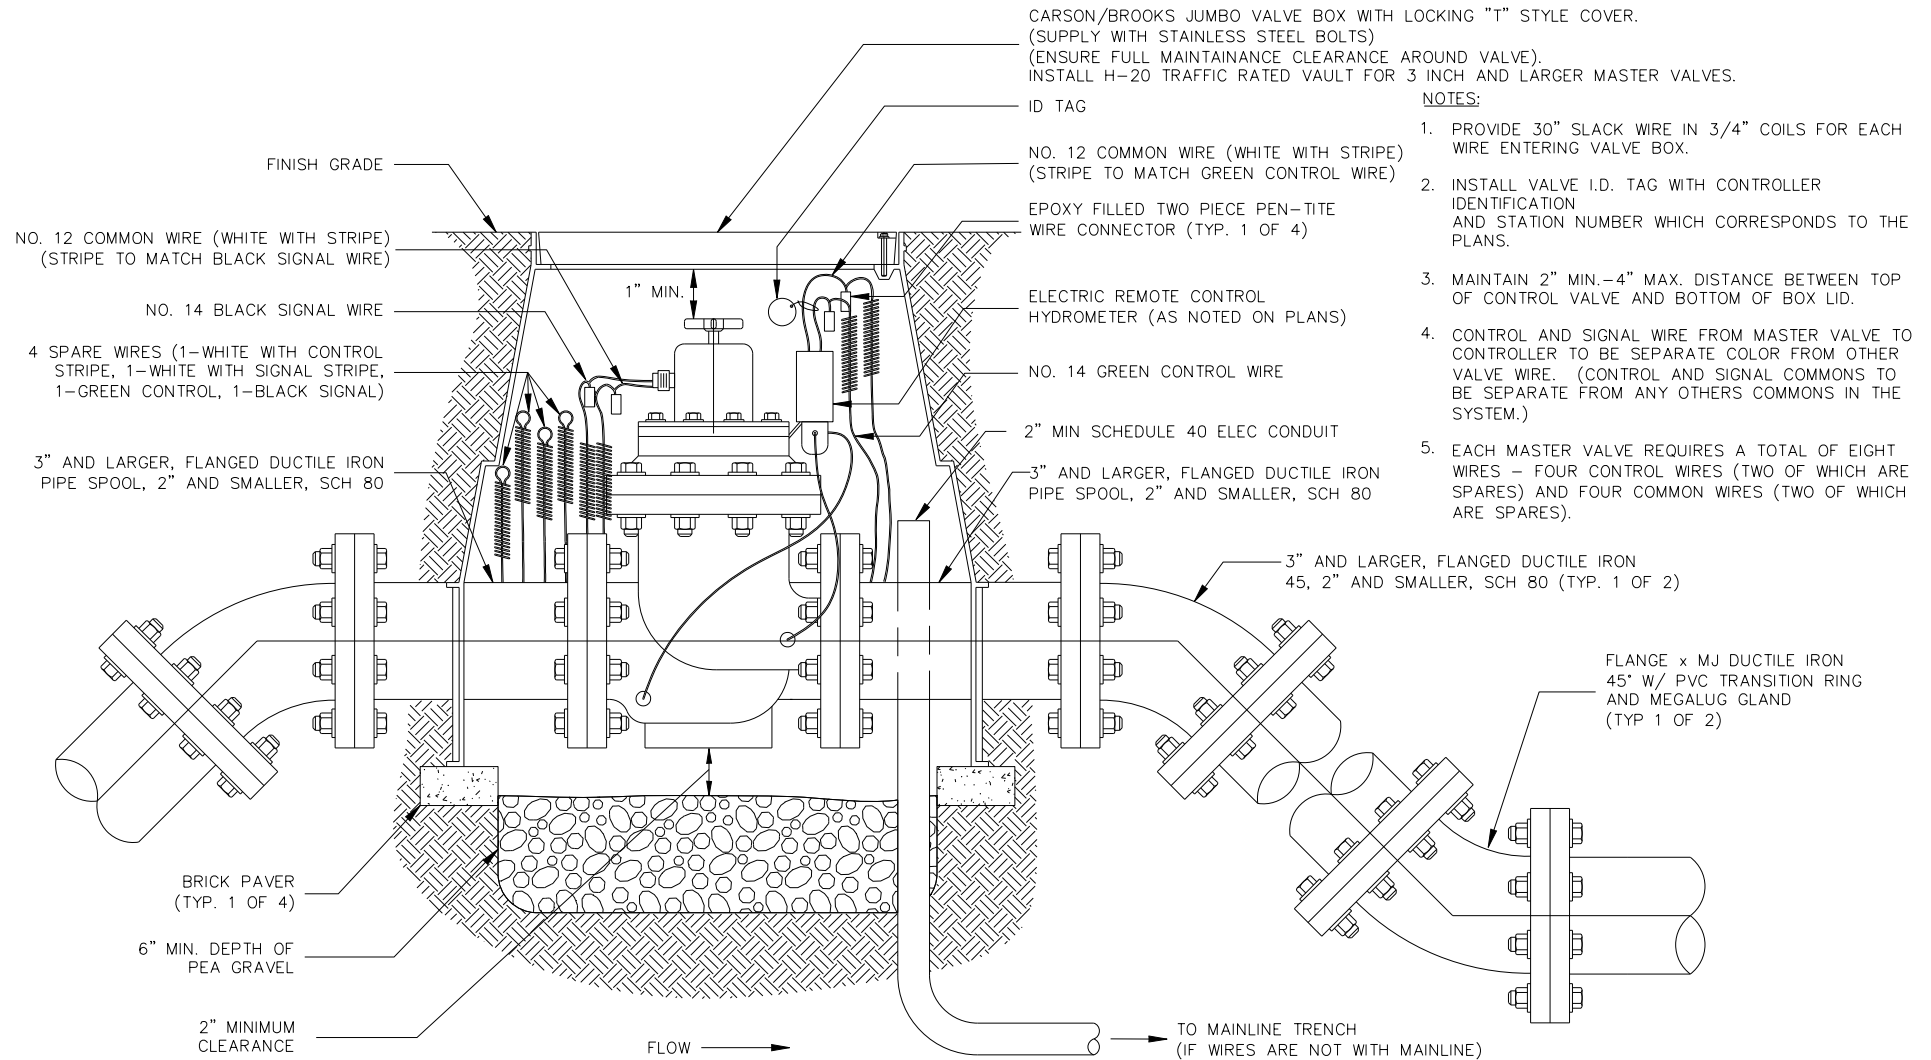 CARSON/BROOKS JUMBO VALVE BOX WITH LOCKING "T" STYLE COVER.
(SUPPLY WITH STAINLESS STEEL BOLTS)
(ENSURE FULL MAINTAINANCE CLEARANCE AROUND VALVE).
INSTALL H-20 TRAFFIC RATED VAULT FOR 3 INCH AND LARGER MASTER VALVES.
ID TAG
NO. 12 COMMON WIRE (WHITE WITH STRIPE)
(STRIPE TO MATCH GREEN CONTROL WIRE)
EPOXY FILLED TWO PIECE PEN-TITE
WIRE CONNECTOR (TYP. 1 OF 4)
ELECTRIC REMOTE CONTROL
HYDROMETER (AS NOTED ON PLANS)
NO. 14 GREEN CONTROL WIRE
2" MIN SCHEDULE 40 ELEC CONDUIT
3" AND LARGER, FLANGED DUCTILE IRON
PIPE SPOOL, 2" AND SMALLER, SCH 80
3" AND LARGER, FLANGED DUCTILE IRON
45, 2" AND SMALLER, SCH 80 (TYP. 1 OF 2)
FLANGE x MJ DUCTILE IRON
45° W/ PVC TRANSITION RING
AND MEGALUG GLAND
(TYP 1 OF 2)
NOTES:
1. PROVIDE 30" SLACK WIRE IN 3/4" COILS FOR EACH
WIRE ENTERING VALVE BOX.
2. INSTALL VALVE I.D. TAG WITH CONTROLLER
IDENTIFICATION
AND STATION NUMBER WHICH CORRESPONDS TO THE
PLANS.
3. MAINTAIN 2" MIN.-4" MAX. DISTANCE BETWEEN TOP
OF CONTROL VALVE AND BOTTOM OF BOX LID.
4. CONTROL AND SIGNAL WIRE FROM MASTER VALVE TO
CONTROLLER TO BE SEPARATE COLOR FROM OTHER
VALVE WIRE. (CONTROL AND SIGNAL COMMONS TO
BE SEPARATE FROM ANY OTHERS COMMONS IN THE
SYSTEM.)
5. EACH MASTER VALVE REQUIRES A TOTAL OF EIGHT
WIRES - FOUR CONTROL WIRES (TWO OF WHICH ARE
SPARES) AND FOUR COMMON WIRES (TWO OF WHICH
ARE SPARES).
FINISH GRADE
NO. 12 COMMON WIRE (WHITE WITH STRIPE)
(STRIPE TO MATCH BLACK SIGNAL WIRE)
1" MIN.
NO. 14 BLACK SIGNAL WIRE
4 SPARE WIRES (1-WHITE WITH CONTROL
STRIPE, 1-WHITE WITH SIGNAL STRIPE,
1-GREEN CONTROL, 1-BLACK SIGNAL)
3" AND LARGER, FLANGED DUCTILE IRON
PIPE SPOOL, 2" AND SMALLER, SCH 80
BRICK PAVER
(TYP. 1 OF 4)
6" MIN. DEPTH OF
PEA GRAVEL
2" MINIMUM
CLEARANCE
FLOW
TO MAINLINE TRENCH
(IF WIRES ARE NOT WITH MAINLINE)